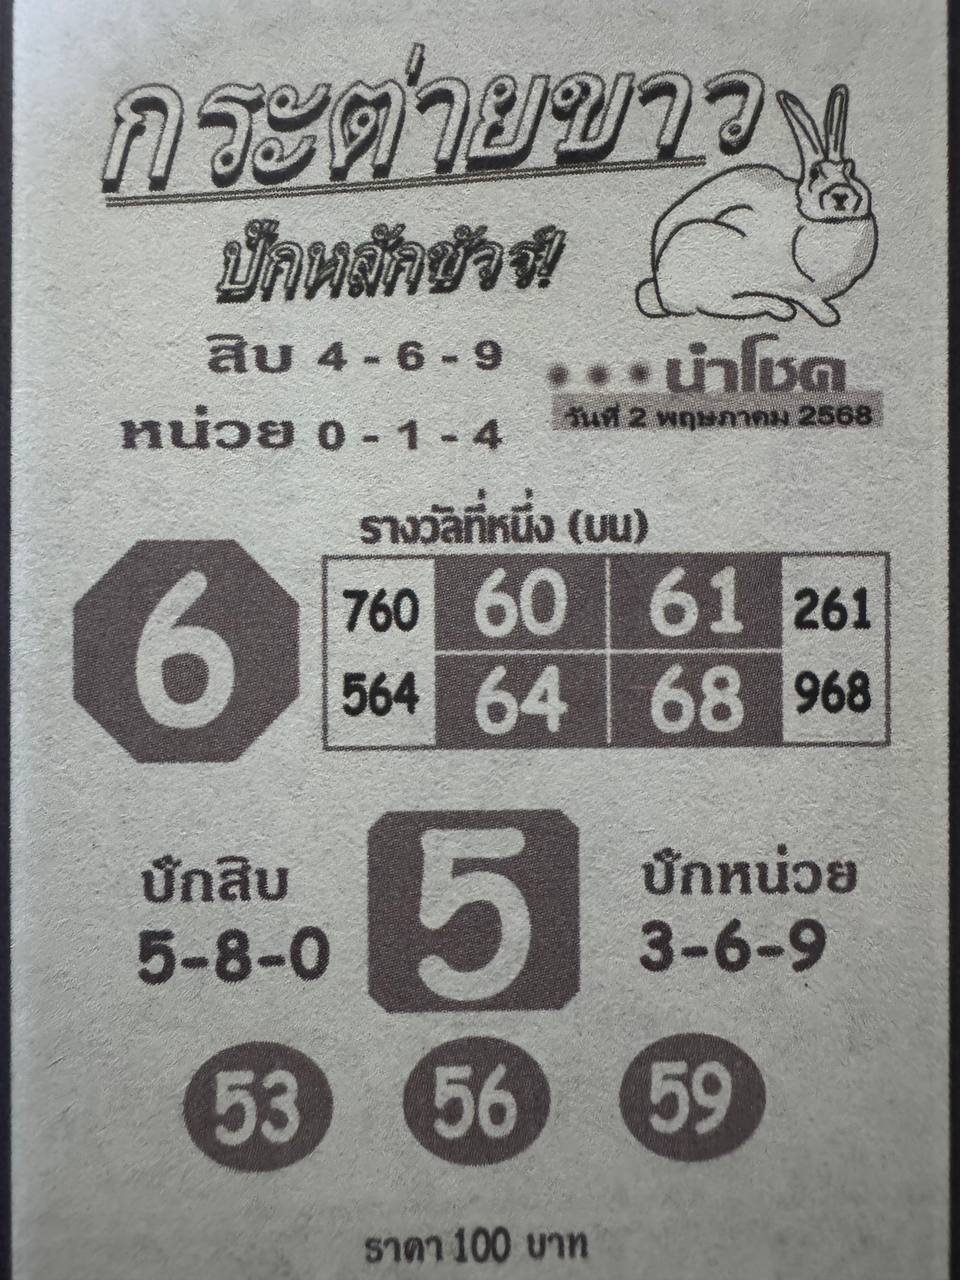 กระต่ายขาว
ปักหลักชัวร์!
สิบ 4 - 6 - 9
หน่วย 0 - 1 - 4
นำโชค
วันที่ 2 พฤษภาคม 2568
รางวัลที่หนึ่ง (บน)
6
760 60 61 261
564 64 68 968
5
ปักสิบ
5-8-0
ปักหน่วย
3-6-9
53 56 59
ราคา 100 บาท